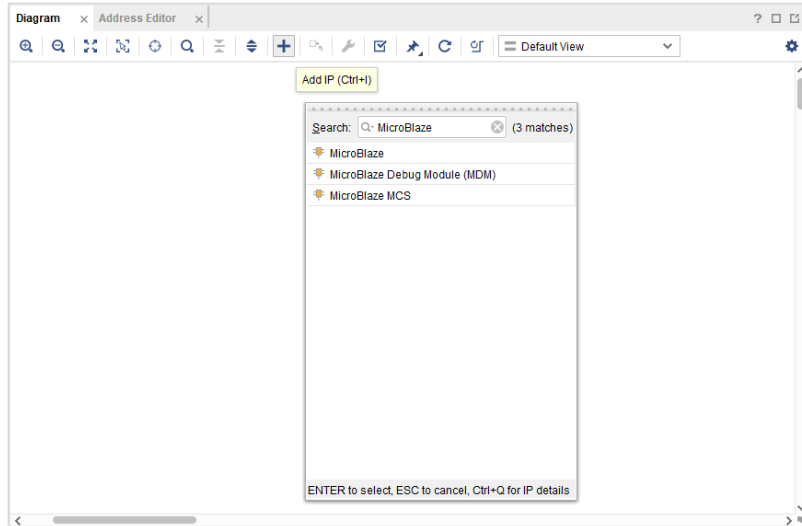 Diagram × Address Editor × ?
Default View
Add IP (Ctrl+I)
Search: MicroBlaze (3 matches)
MicroBlaze
MicroBlaze Debug Module (MDM)
MicroBlaze MCS
ENTER to select, ESC to cancel, Ctrl+Q for IP details